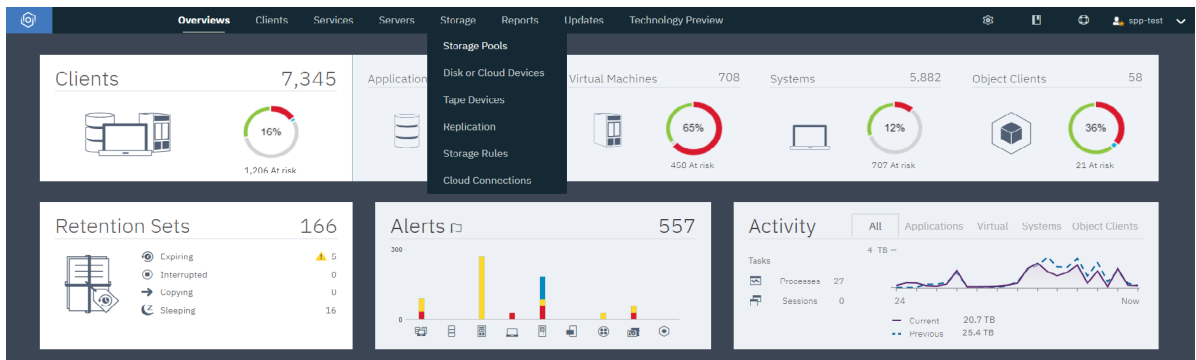 Overviews Clients Services Servers Storage Reports Updates Technology Preview spp-test
Storage Pools
Disk or Cloud Devices
Tape Devices
Replication
Storage Rules
Cloud Connections
Clients 7,345
16%
1,206 At risk
Application
Virtual Machines 708
65%
450 At risk
Systems 5,882
12%
707 At risk
Object Clients 58
36%
21 At risk
Retention Sets 166
Expiring 5
Interrupted 0
Copying 0
Sleeping 16
Alerts 557
300
0
Activity All Applications Virtual Systems Object Clients
Tasks
Processes 27
Sessions 0
4 TB
24 Now
Current 20.7 TB
Previous 25.4 TB